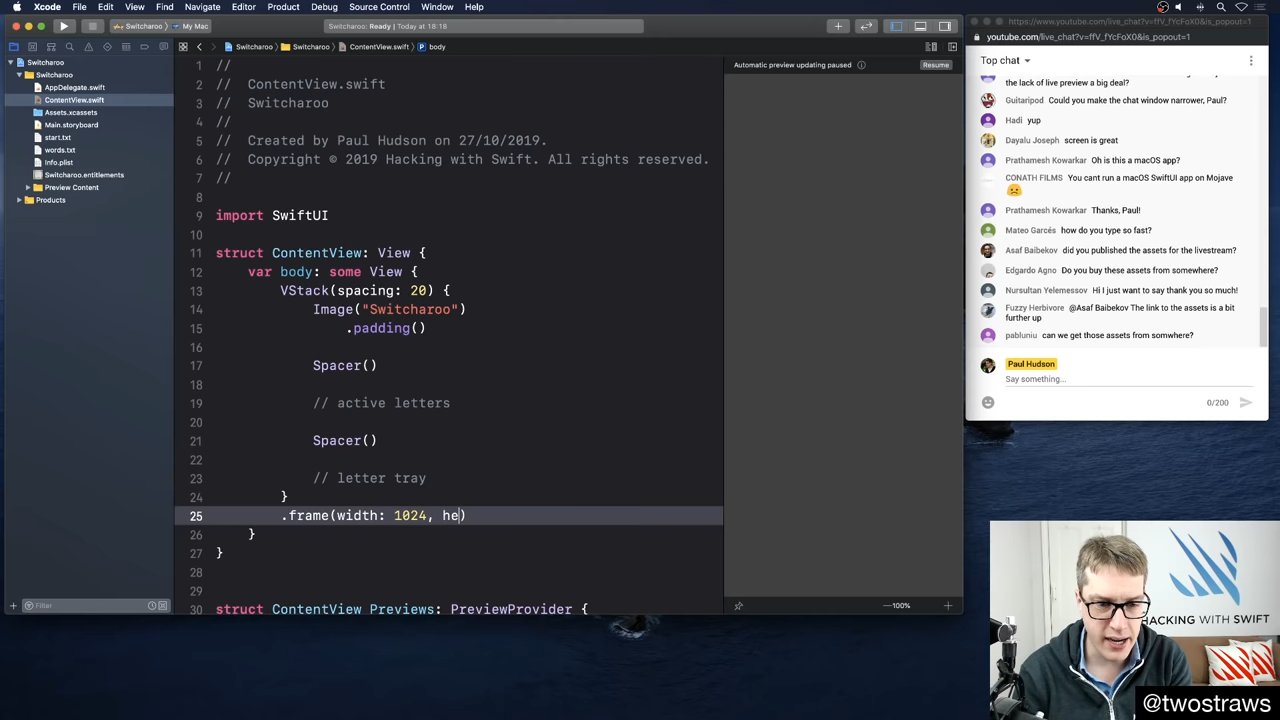 Xcode File Edit View Find Navigate Editor Product Debug Source Control Window Help
Switcharoo My Mac
Switcharoo: Ready | Today at 18:18
https://www.youtube.com/live_chat?v=ffV_fYcFoX0&is_popout=1
youtube.com/live_chat?v=ffV_fYcFoX0&is_popout=1
Switcharoo Switcharoo ContentView.swift body
Switcharoo
Switcharoo
AppDelegate.swift
ContentView.swift
Assets.xcassets
Main.storyboard
start.txt
words.txt
Info.plist
Switcharoo.entitlements
Preview Content
Products
Filter
1 //
2 // ContentView.swift
3 // Switcharoo
4 //
5 // Created by Paul Hudson on 27/10/2019.
6 // Copyright © 2019 Hacking with Swift. All rights reserved.
7 //
8
9 import SwiftUI
10
11 struct ContentView: View {
12 var body: some View {
13 VStack(spacing: 20) {
14 Image("Switcharoo")
15 .padding()
16
17 Spacer()
18
19 // active letters
20
21 Spacer()
22
23 // letter tray
24 }
25 .frame(width: 1024, he)
26 }
27 }
28
29
30 struct ContentView_Previews: PreviewProvider {
Automatic preview updating paused
Resume
100%
Top chat
the lack of live preview a big deal?
Guitaripod Could you make the chat window narrower, Paul?
Hadi yup
Dayalu Joseph screen is great
Prathamesh Kowarkar Oh is this a macOS app?
CONATH FILMS You cant run a macOS SwiftUI app on Mojave
Prathamesh Kowarkar Thanks, Paul!
Mateo Garcés how do you type so fast?
Asaf Baibekov did you published the assets for the livestream?
Edgardo Agno Do you buy these assets from somewhere?
Nursultan Yelemessov Hi I just want to say thank you so much!
Fuzzy Herbivore @Asaf Baibekov The link to the assets is a bit
further up
pabluniu can we get those assets from somwhere?
Paul Hudson
Say something...
0/200
HACKING WITH SWIFT
@twostraws